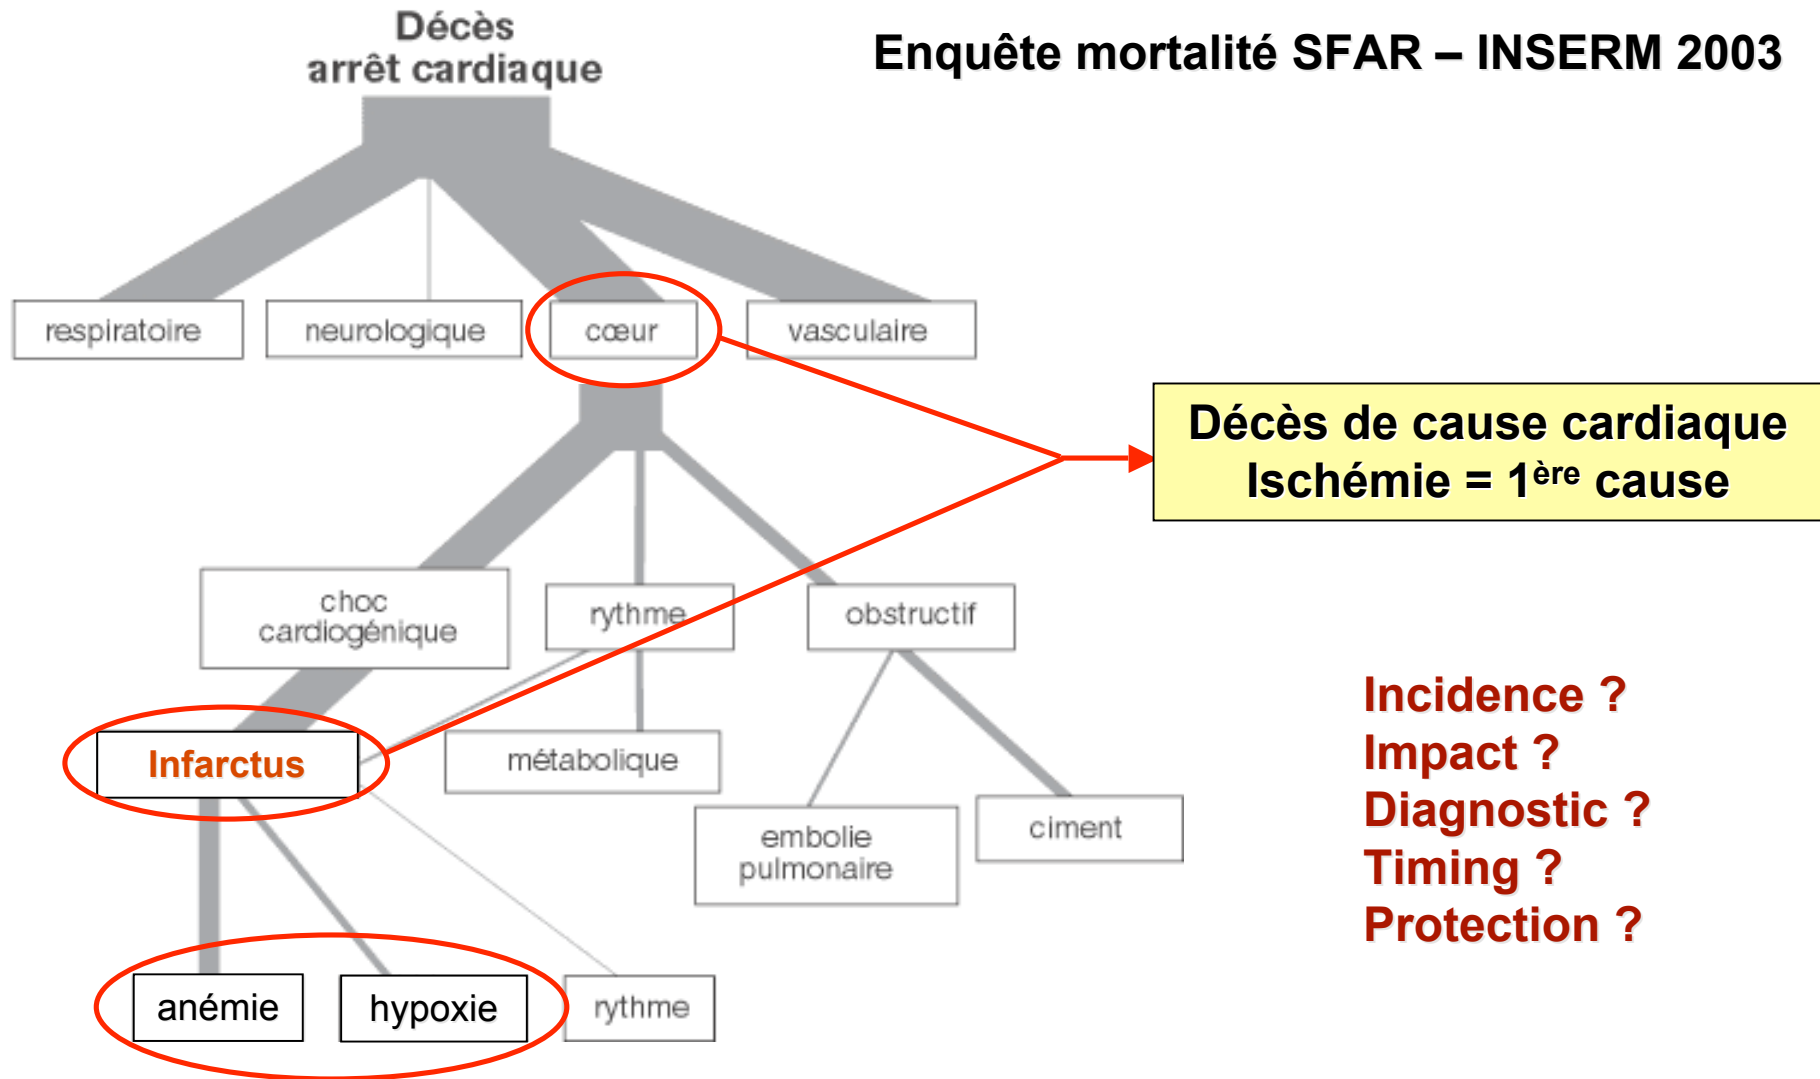 Décès
arrêt cardiaque
Enquête mortalité SFAR – INSERM 2003
respiratoire
neurologique
cœur
vasculaire
Décès de cause cardiaque
Ischémie = 1ère cause
choc
cardiogénique
rythme
obstructif
Infarctus
métabolique
embolie
pulmonaire
ciment
Incidence ?
Impact ?
Diagnostic ?
Timing ?
Protection ?
anémie
hypoxie
rythme